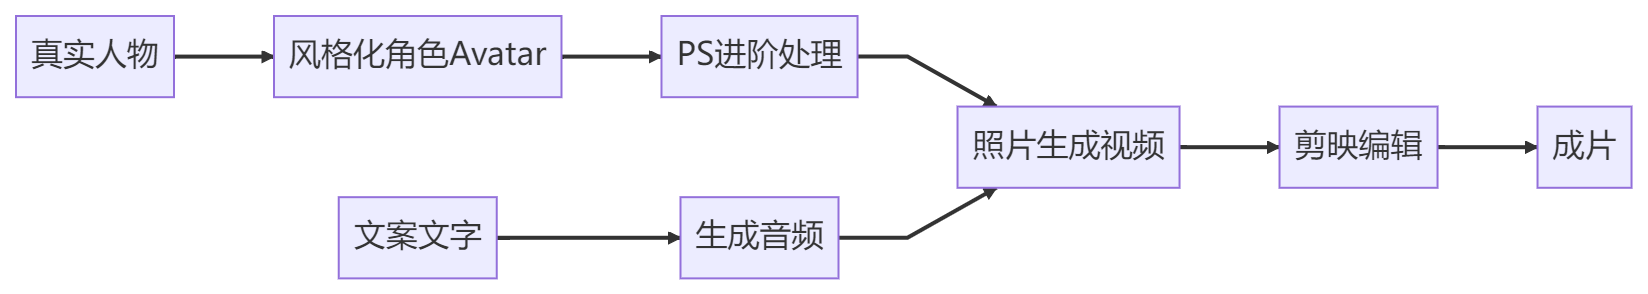 真实人物
风格化角色Avatar
PS进阶处理
照片生成视频
剪映编辑
成片
文案文字
生成音频